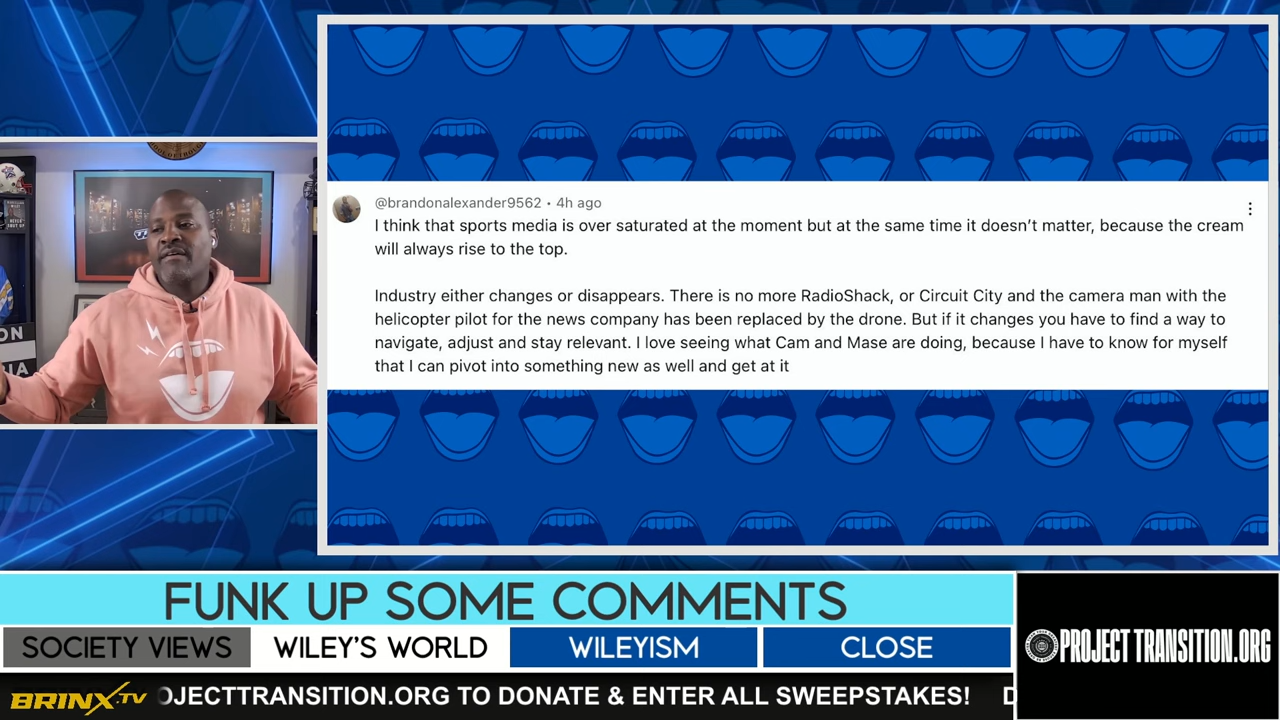 @brandonalexander9562 • 4h ago
I think that sports media is over saturated at the moment but at the same time it doesn't matter, because the cream
will always rise to the top.
Industry either changes or disappears. There is no more RadioShack, or Circuit City and the camera man with the
helicopter pilot for the news company has been replaced by the drone. But if it changes you have to find a way to
navigate, adjust and stay relevant. I love seeing what Cam and Mase are doing, because I have to know for myself
that I can pivot into something new as well and get at it
ON
IA
FUNK UP SOME COMMENTS
SOCIETY VIEWS WILEY'S WORLD WILEYISM CLOSE
PROJECT TRANSITION.ORG
BRINX.TV OJECTTRANSITION.ORG TO DONATE & ENTER ALL SWEEPSTAKES! D